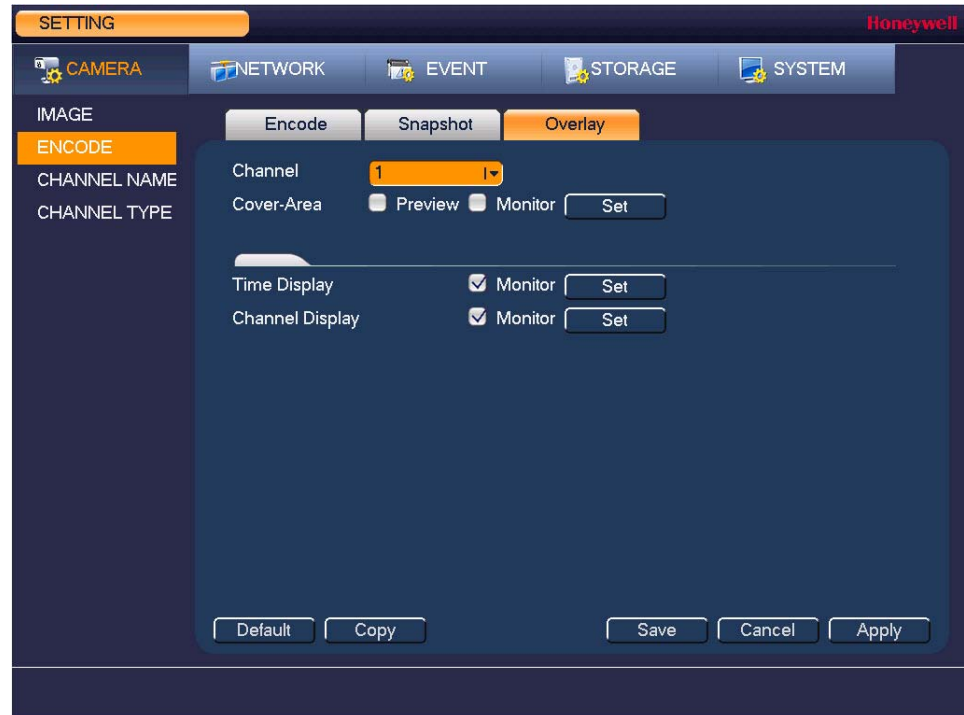 SETTING Honeywell
CAMERA NETWORK EVENT STORAGE SYSTEM
IMAGE
ENCODE
CHANNEL NAME
CHANNEL TYPE
Encode Snapshot Overlay
Channel 1
Cover-Area Preview Monitor Set
Time Display Monitor Set
Channel Display Monitor Set
Default Copy Save Cancel Apply